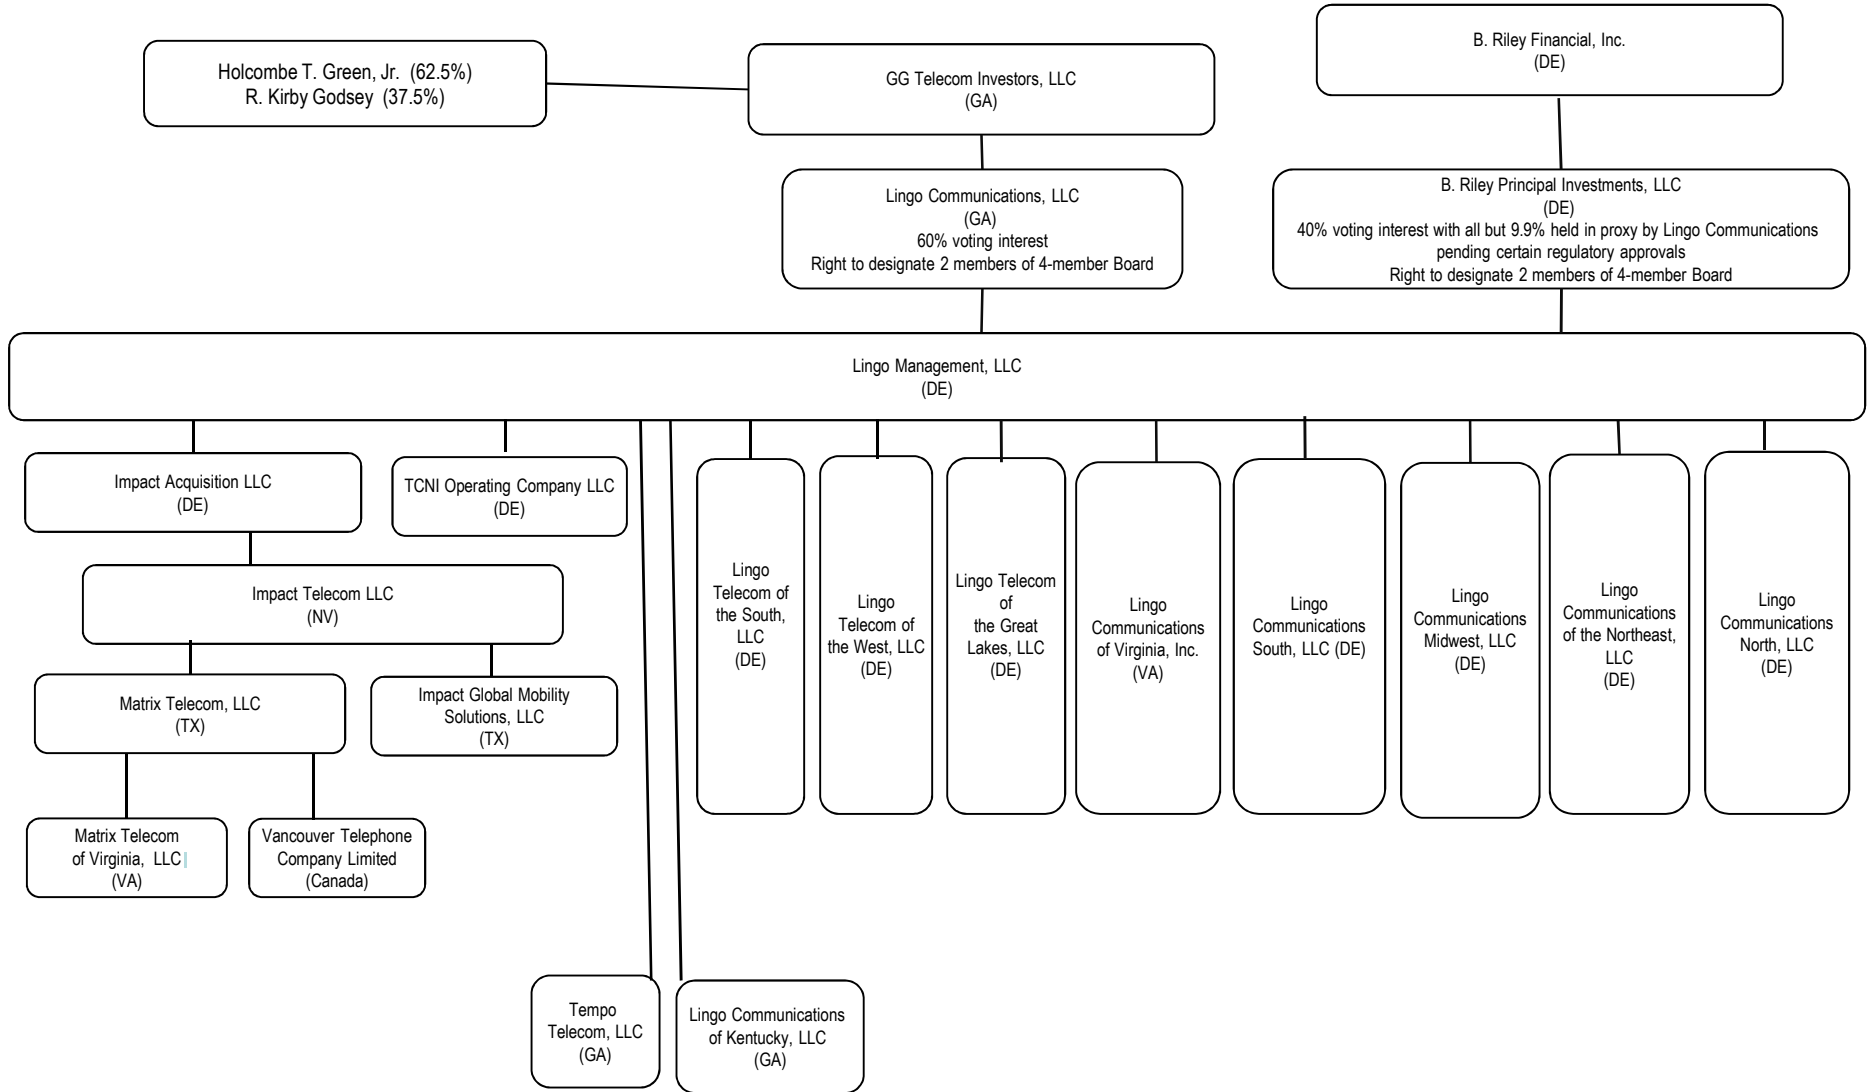 Holcombe T. Green, Jr. (62.5%)
R. Kirby Godsey (37.5%)
GG Telecom Investors, LLC
(GA)
B. Riley Financial, Inc.
(DE)
Lingo Communications, LLC
(GA)
60% voting interest
Right to designate 2 members of 4-member Board
B. Riley Principal Investments, LLC
(DE)
40% voting interest with all but 9.9% held in proxy by Lingo Communications
pending certain regulatory approvals
Right to designate 2 members of 4-member Board
Lingo Management, LLC
(DE)
Impact Acquisition LLC
(DE)
TCNI Operating Company LLC
(DE)
Impact Telecom LLC
(NV)
Matrix Telecom, LLC
(TX)
Impact Global Mobility
Solutions, LLC
(TX)
Matrix Telecom
of Virginia, LLC
(VA)
Vancouver Telephone
Company Limited
(Canada)
Lingo
Telecom of
the South,
LLC
(DE)
Lingo
Telecom of
the West, LLC
(DE)
Lingo Telecom
of
the Great
Lakes, LLC
(DE)
Lingo
Communications
of Virginia, Inc.
(VA)
Lingo
Communications
South, LLC (DE)
Lingo
Communications
Midwest, LLC
(DE)
Lingo
Communications
of the Northeast,
LLC
(DE)
Lingo
Communications
North, LLC
(DE)
Tempo
Telecom, LLC
(GA)
Lingo Communications
of Kentucky, LLC
(GA)